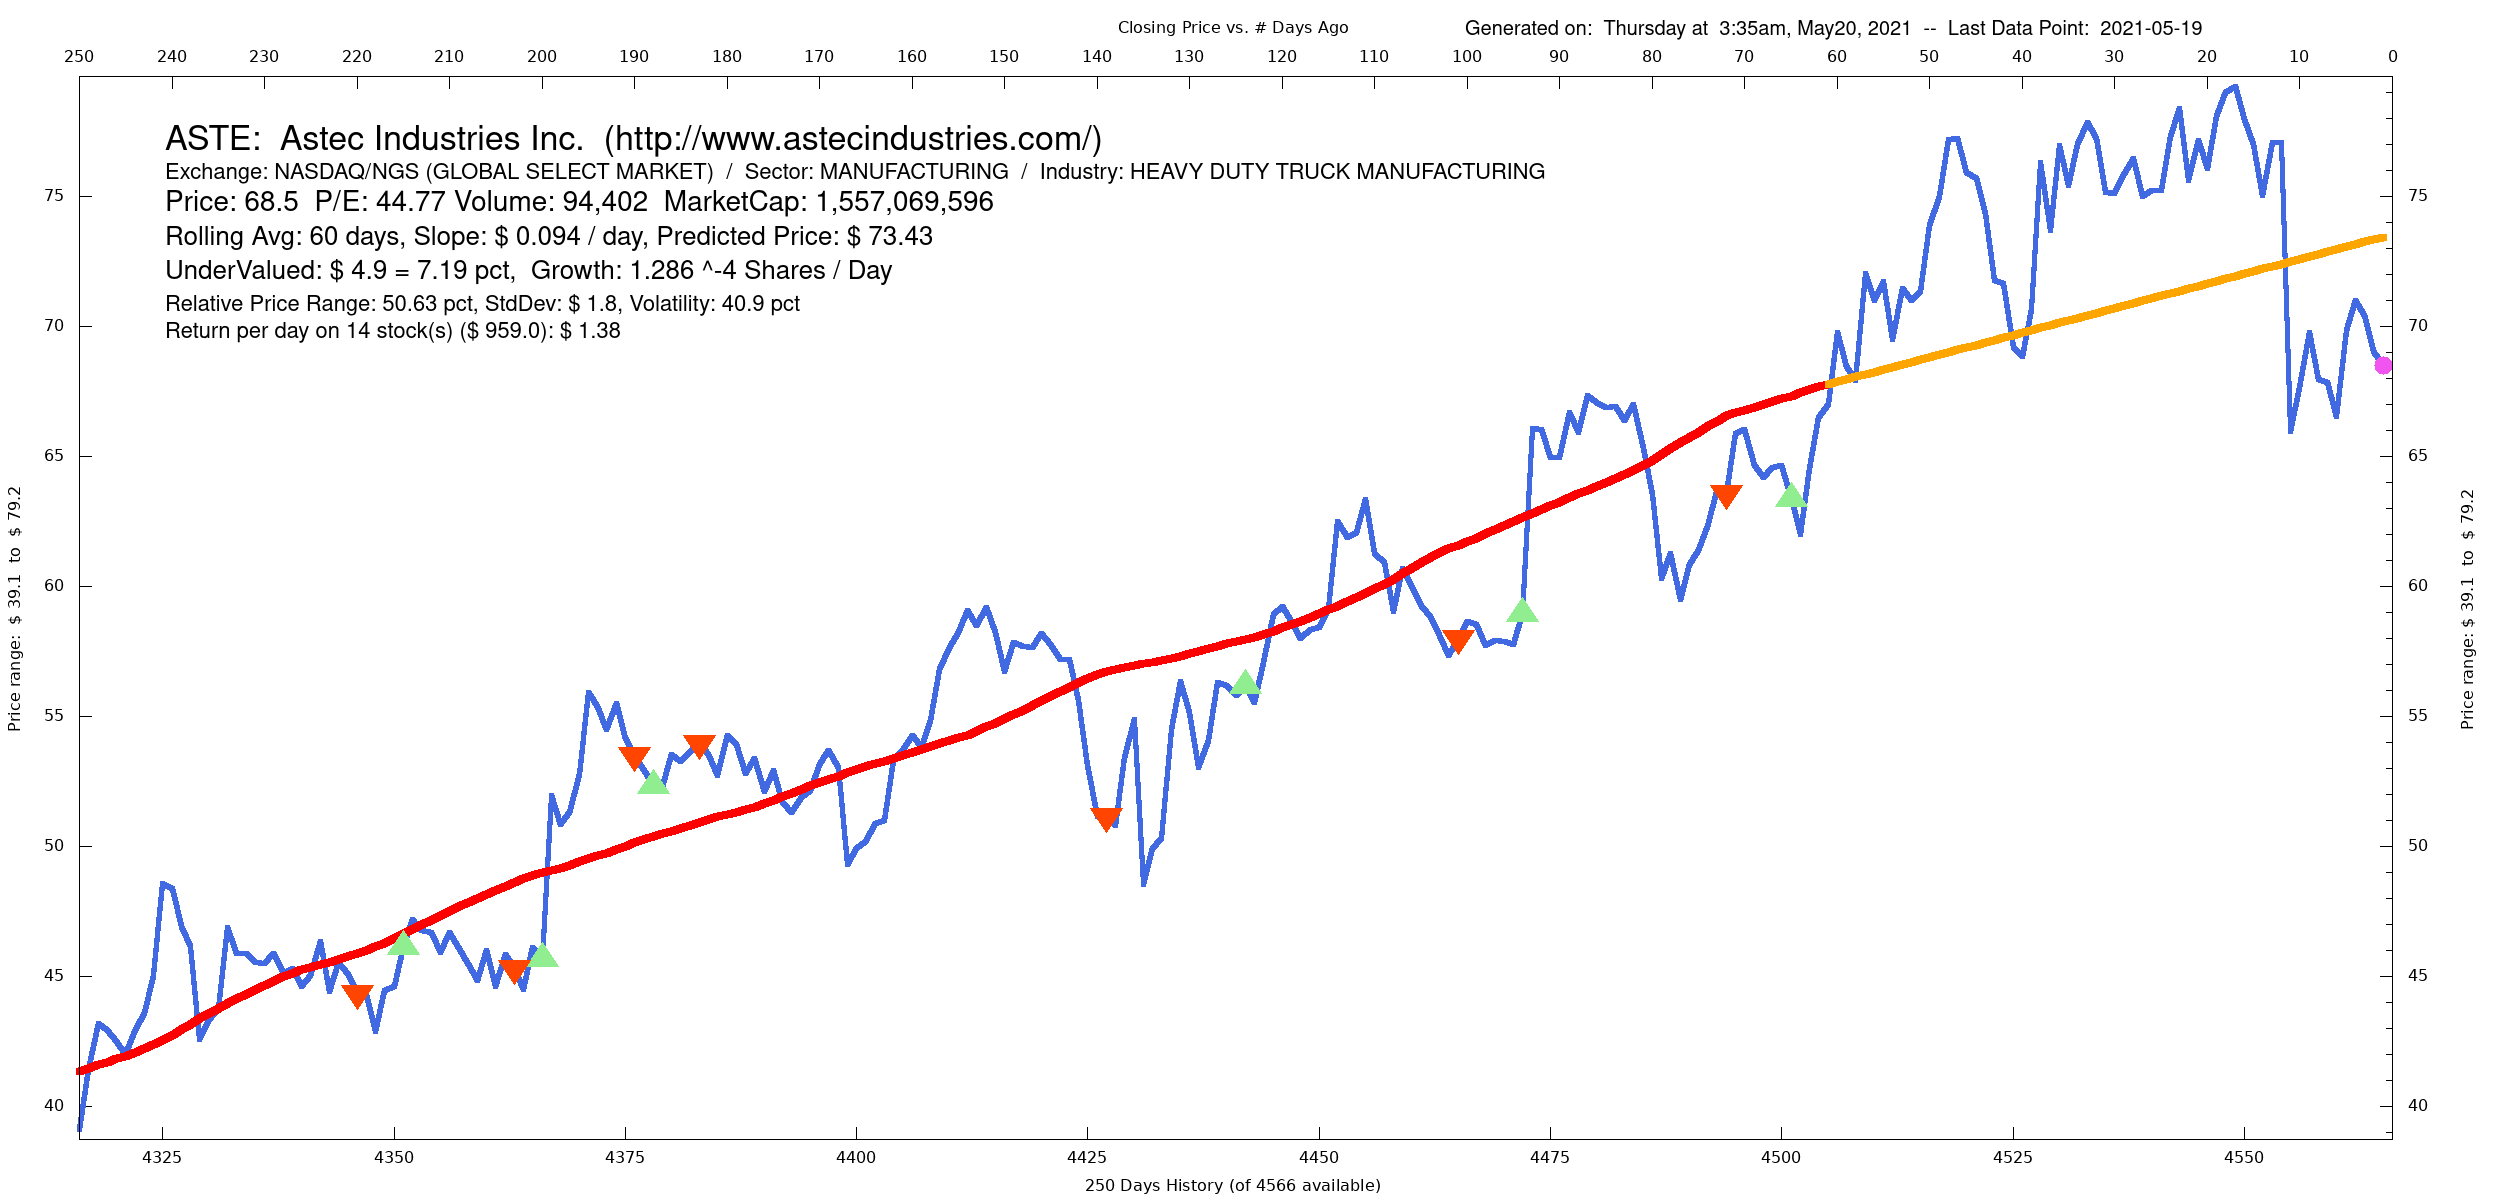 Closing Price vs. # Days Ago
Generated on:  Thursday at  3:35am, May20, 2021  --  Last Data Point:  2021-05-19
250 240 230 220 210 200 190 180 170 160 150 140 130 120 110 100 90 80 70 60 50 40 30 20 10 0
ASTE:  Astec Industries Inc.  (http://www.astecindustries.com/)
Exchange: NASDAQ/NGS (GLOBAL SELECT MARKET)  /  Sector: MANUFACTURING  /  Industry: HEAVY DUTY TRUCK MANUFACTURING
Price: 68.5  P/E: 44.77 Volume: 94,402  MarketCap: 1,557,069,596
Rolling Avg: 60 days, Slope: $ 0.094 / day, Predicted Price: $ 73.43
UnderValued: $ 4.9 = 7.19 pct,  Growth: 1.286 ^-4 Shares / Day
Relative Price Range: 50.63 pct, StdDev: $ 1.8, Volatility: 40.9 pct
Return per day on 14 stock(s) ($ 959.0): $ 1.38
75 75
70 70
65 65
60 60
55 55
50 50
45 45
40 40
Price range:  $ 39.1  to  $ 79.2
Price range: $ 39.1  to  $ 79.2
4325 4350 4375 4400 4425 4450 4475 4500 4525 4550
250 Days History (of 4566 available)